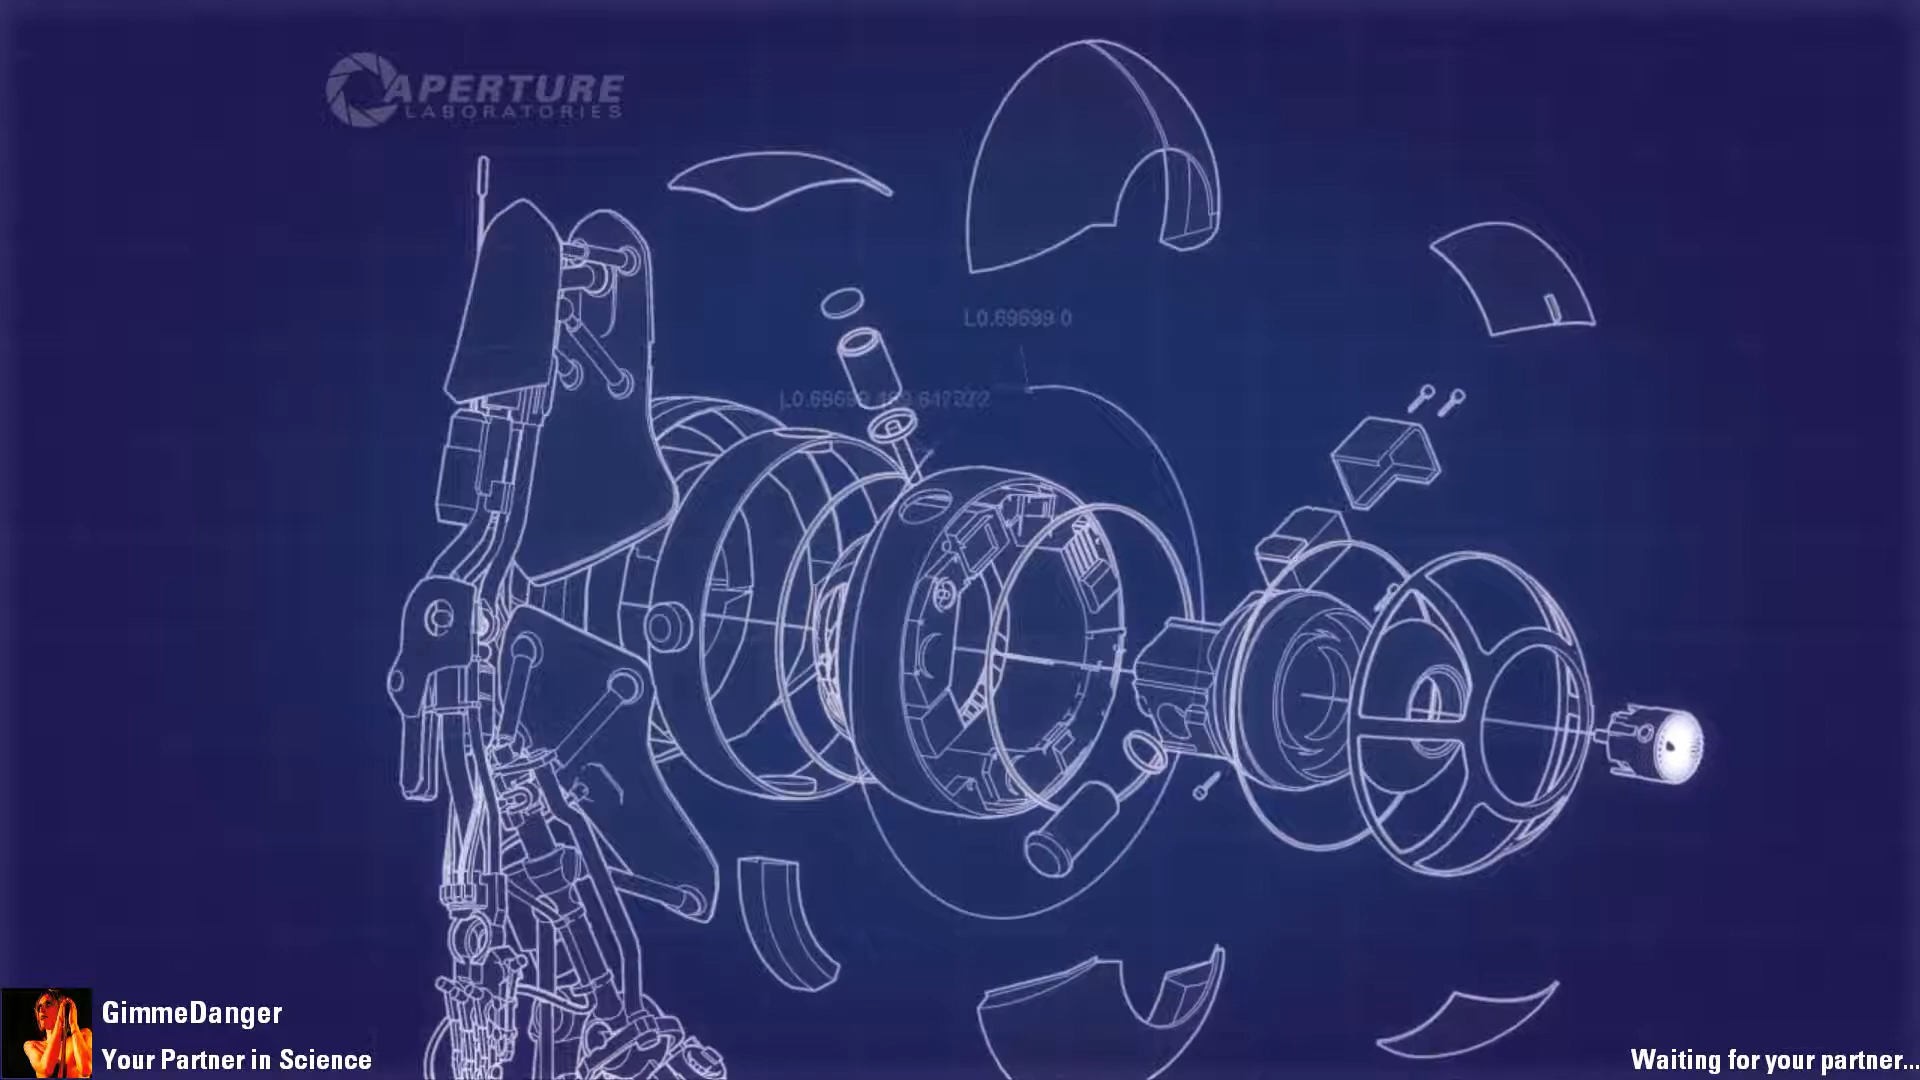 APERTURE
LABORATORIES
L0.69699 0
GimmeDanger
Your Partner in Science
Waiting for your partner...